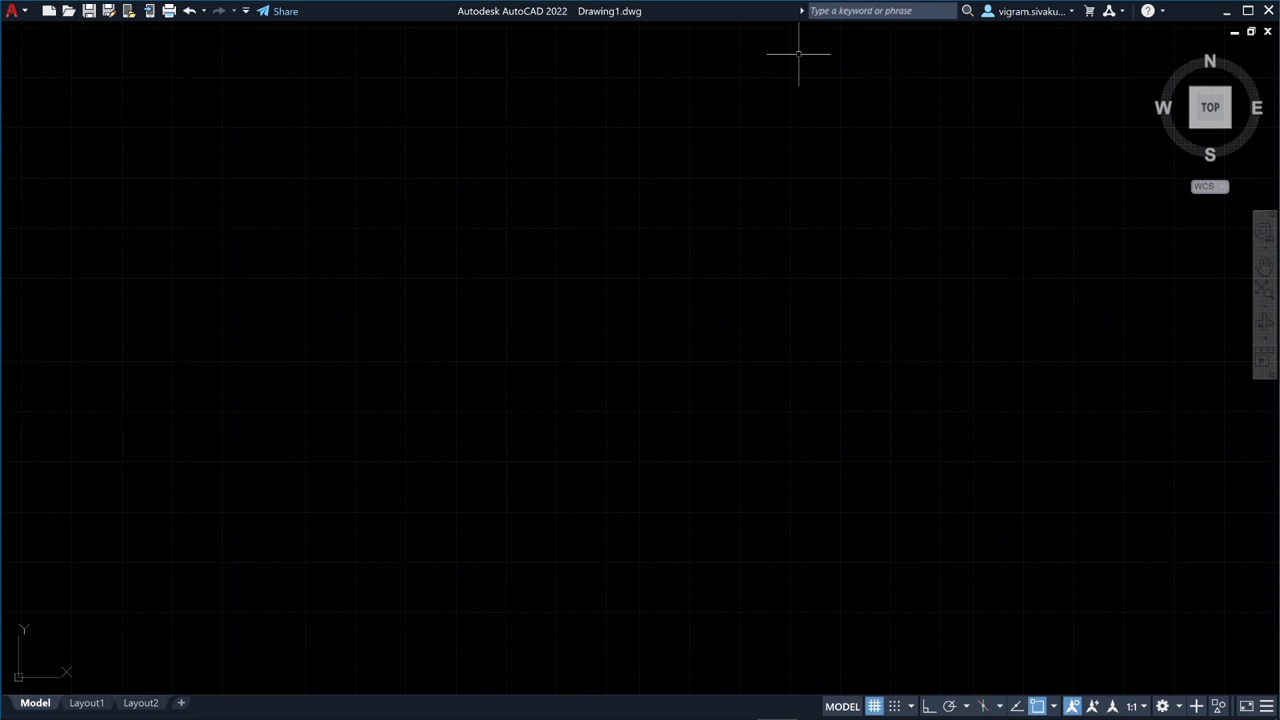 A Share Autodesk AutoCAD 2022 Drawing1.dwg Type a keyword or phrase vigram.sivaku... ?
N
W TOP E
S
WCS
Y
X
Model Layout1 Layout2 + MODEL 1:1